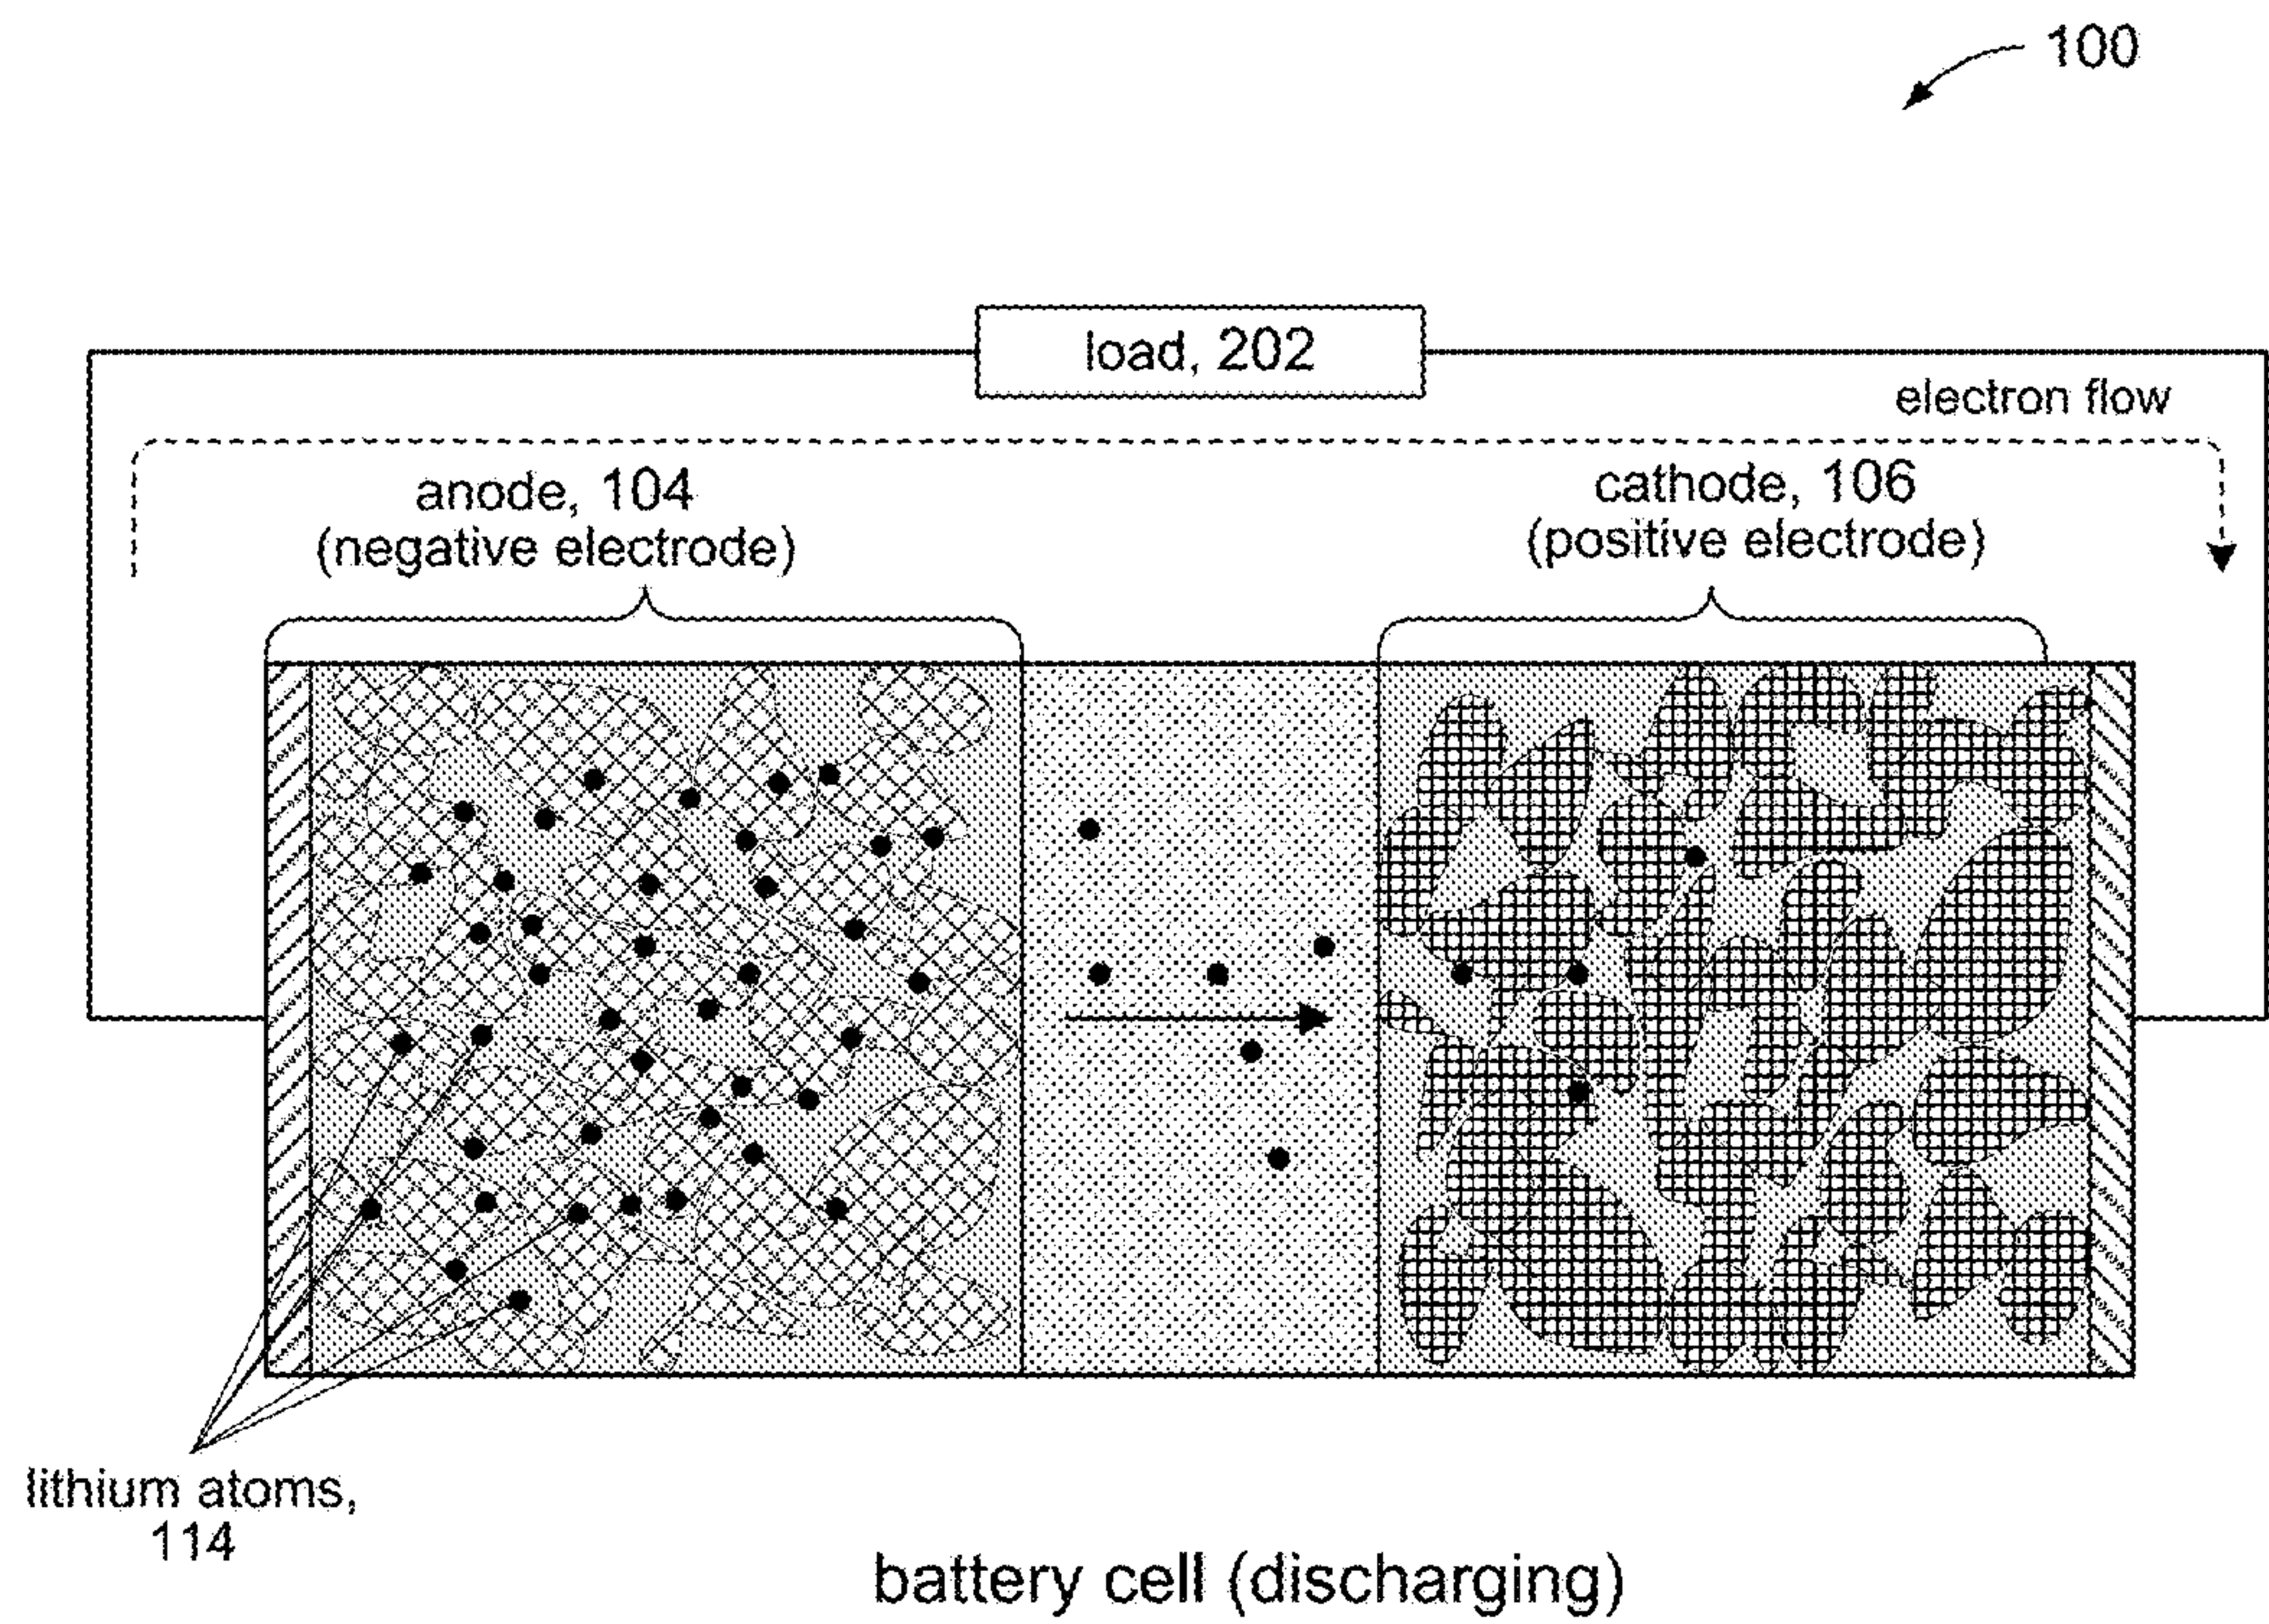 100
load, 202
electron flow
anode, 104
(negative electrode)
cathode, 106
(positive electrode)
lithium atoms,
114
battery cell (discharging)